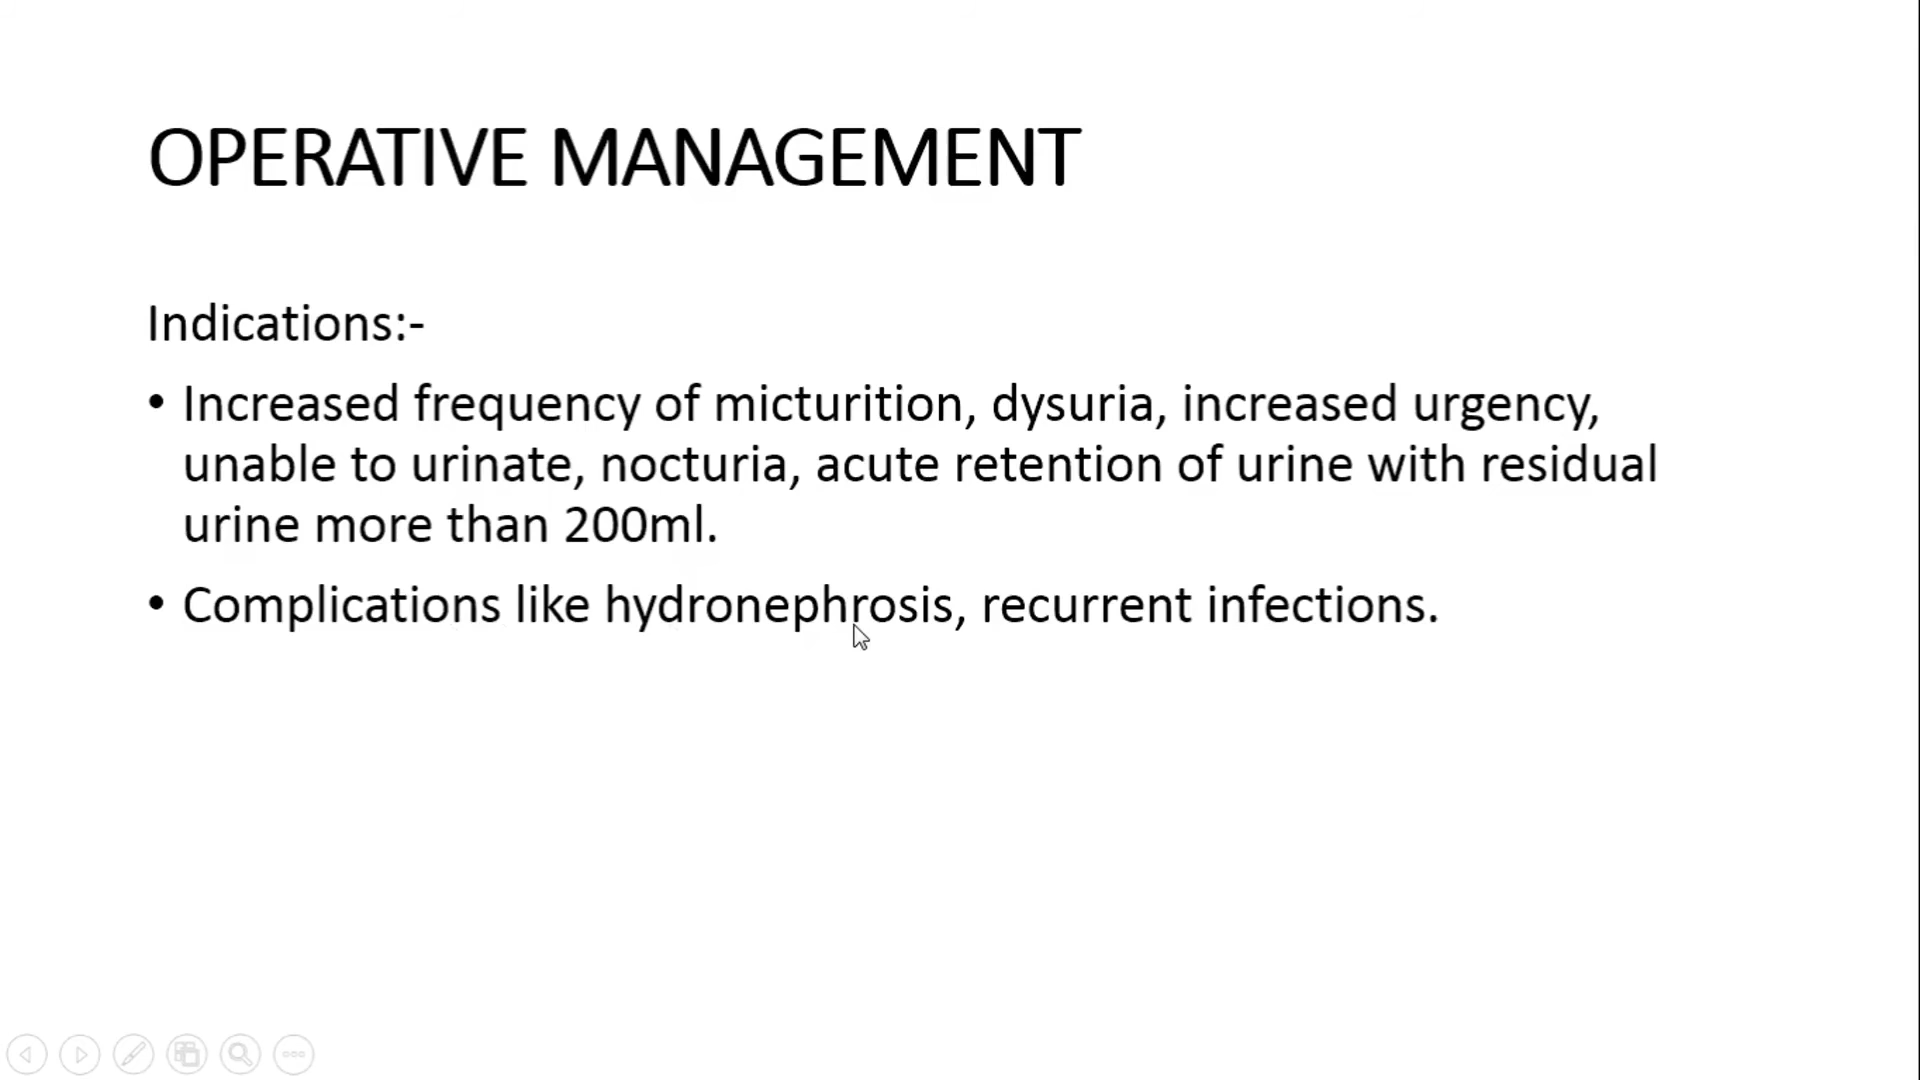 OPERATIVE MANAGEMENT
Indications:-
• Increased frequency of micturition, dysuria, increased urgency,
unable to urinate, nocturia, acute retention of urine with residual
urine more than 200ml.
• Complications like hydronephrosis, recurrent infections.